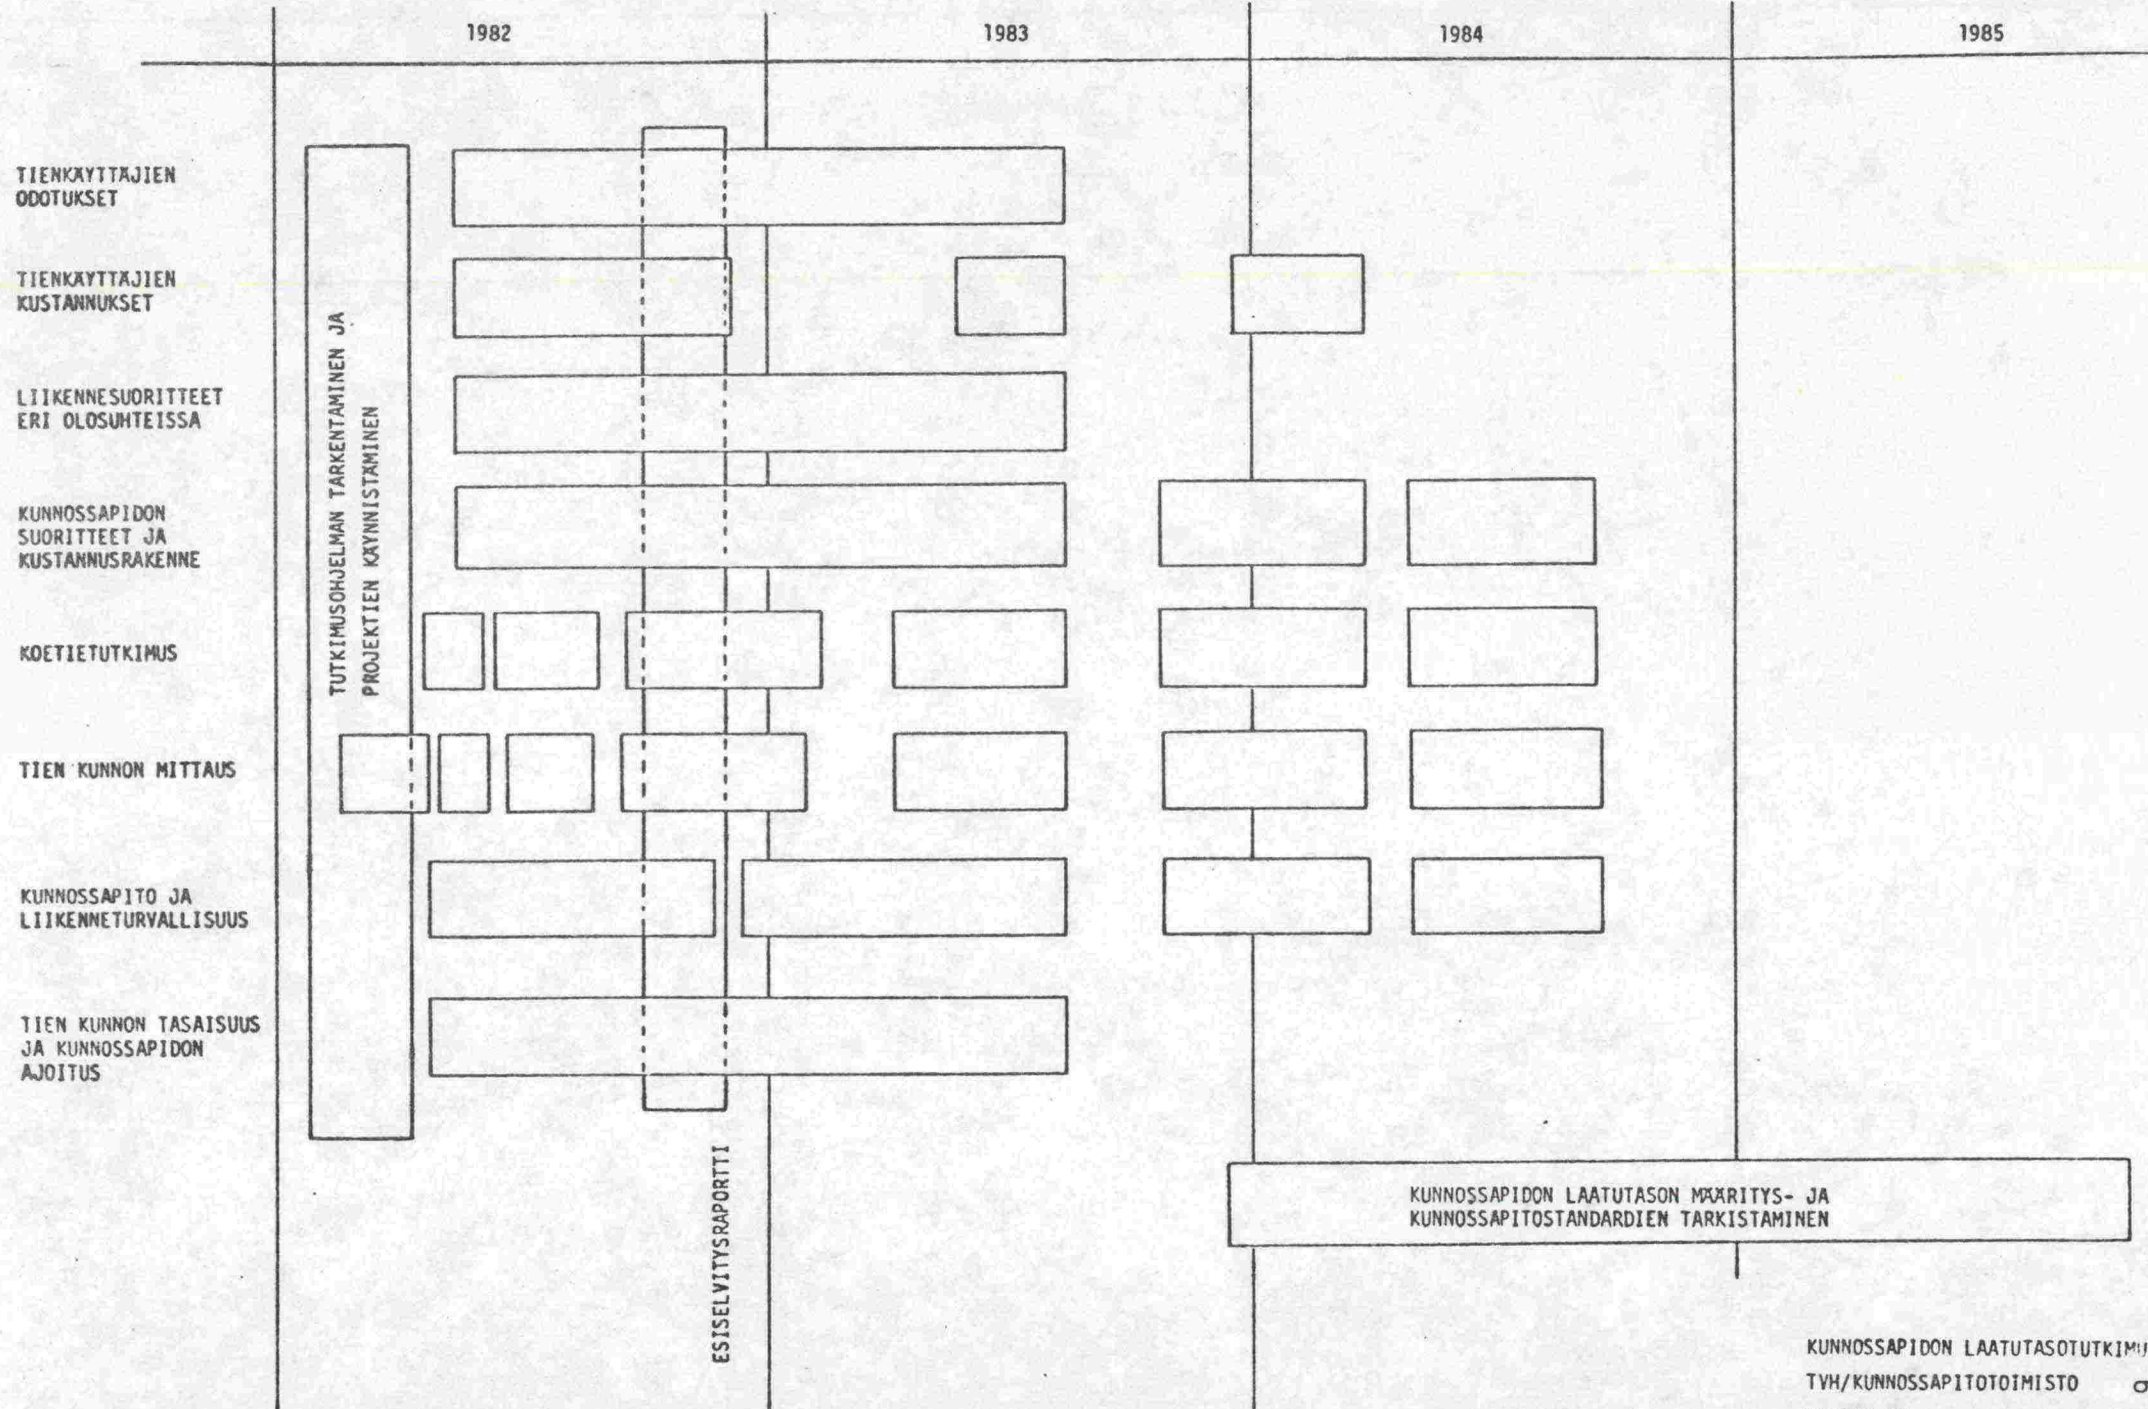 1982 1983 1984 1985
TIENKÄYTTÄJIEN
ODOTUKSET
TIENKÄYTTÄJIEN
KUSTANNUKSET
LIIKENNESUORITTEET
ERI OLOSUHTEISSA
KUNNOSSAPIDON
SUORITTEET JA
KUSTANNUSRAKENNE
KOETIETUTKIMUS
TIEN KUNNON MITTAUS
KUNNOSSAPITO JA
LIIKENNETURVALLISUUS
TIEN KUNNON TASAISUUS
JA KUNNOSSAPIDON
AJOITUS
TUTKIMUSOHJELMAN TARKENTAMINEN JA
PROJEKTIEN KÄYNNISTÄMINEN
ESISELVITYSRAPORTTI
KUNNOSSAPIDON LAATUTASON MÄÄRITYS- JA
KUNNOSSAPITOSTANDARDIEN TARKISTAMINEN
KUNNOSSAPIDON LAATUTASOTUTKIMU
TVH/KUNNOSSAPITOTOIMISTO